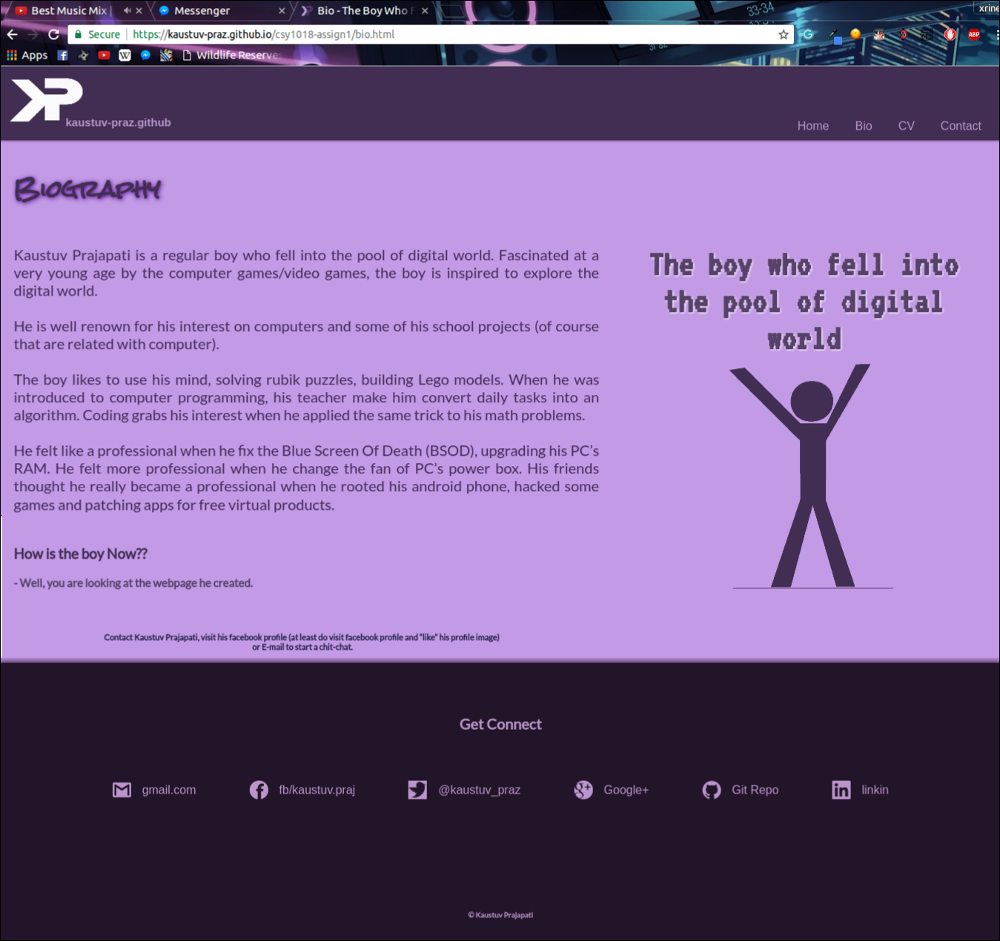 Best Music Mix
Messenger
Bio - The Boy Who F
33-34
xrine
Secure
https://kaustuv-praz.github.io/csy1018-assign1/bio.html
ABP
Apps
W
Wildlife Reserve
KP
kaustuv-praz.github
Home
Bio
CV
Contact
Biography
Kaustuv Prajapati is a regular boy who fell into the pool of digital world. Fascinated at a
very young age by the computer games/video games, the boy is inspired to explore the
digital world.
He is well renown for his interest on computers and some of his school projects (of course
that are related with computer).
The boy likes to use his mind, solving rubik puzzles, building Lego models. When he was
introduced to computer programming, his teacher make him convert daily tasks into an
algorithm. Coding grabs his interest when he applied the same trick to his math problems.
He felt like a professional when he fix the Blue Screen Of Death (BSOD), upgrading his PC’s
RAM. He felt more professional when he change the fan of PC’s power box. His friends
thought he really became a professional when he rooted his android phone, hacked some
games and patching apps for free virtual products.
How is the boy Now??
- Well, you are looking at the webpage he created.
Contact Kaustuv Prajapati, visit his facebook profile (at least do visit facebook profile and “like” his profile image)
or E-mail to start a chit-chat.
The boy who fell into
the pool of digital
world
Get Connect
gmail.com
fb/kaustuv.praj
@kaustuv_praz
Google+
Git Repo
linkin
© Kaustuv Prajapati